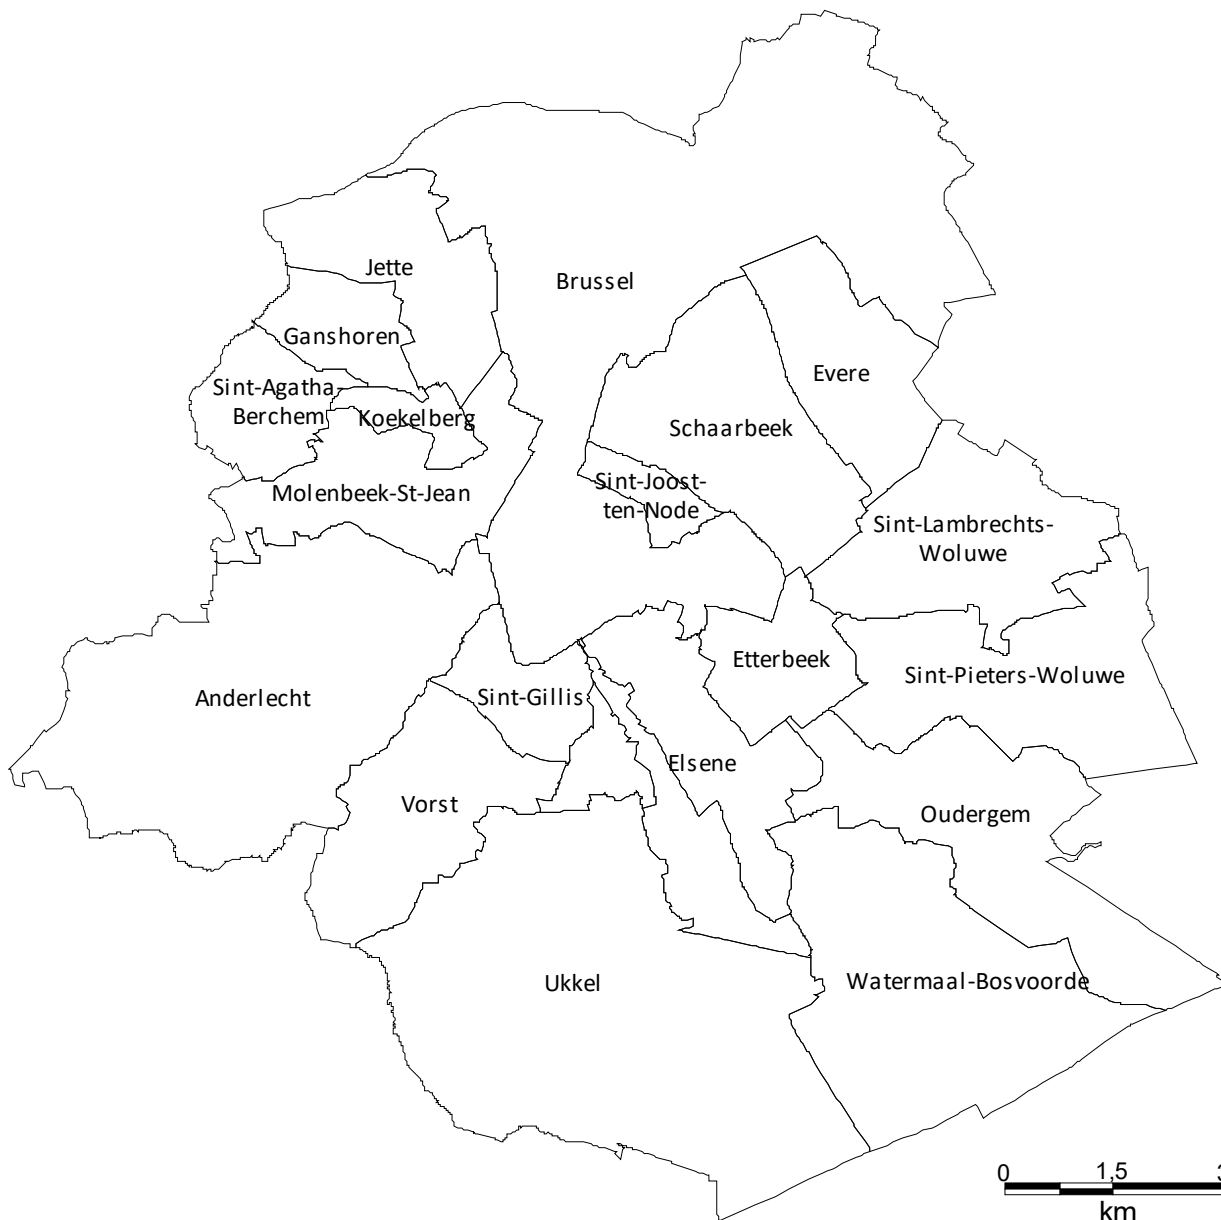 Jette
Brussel
Ganshoren
Evere
Sint-Agatha-
Berchem
Koekelberg
Schaarbeek
Sint-Joost-
ten-Node
Molenbeek-St-Jean
Sint-Lambrechts-
Woluwe
Etterbeek
Sint-Pieters-Woluwe
Anderlecht
Sint-Gillis
Elsene
Vorst
Oudergem
Ukkel
Watermaal-Bosvoorde
0 1,5 3
km